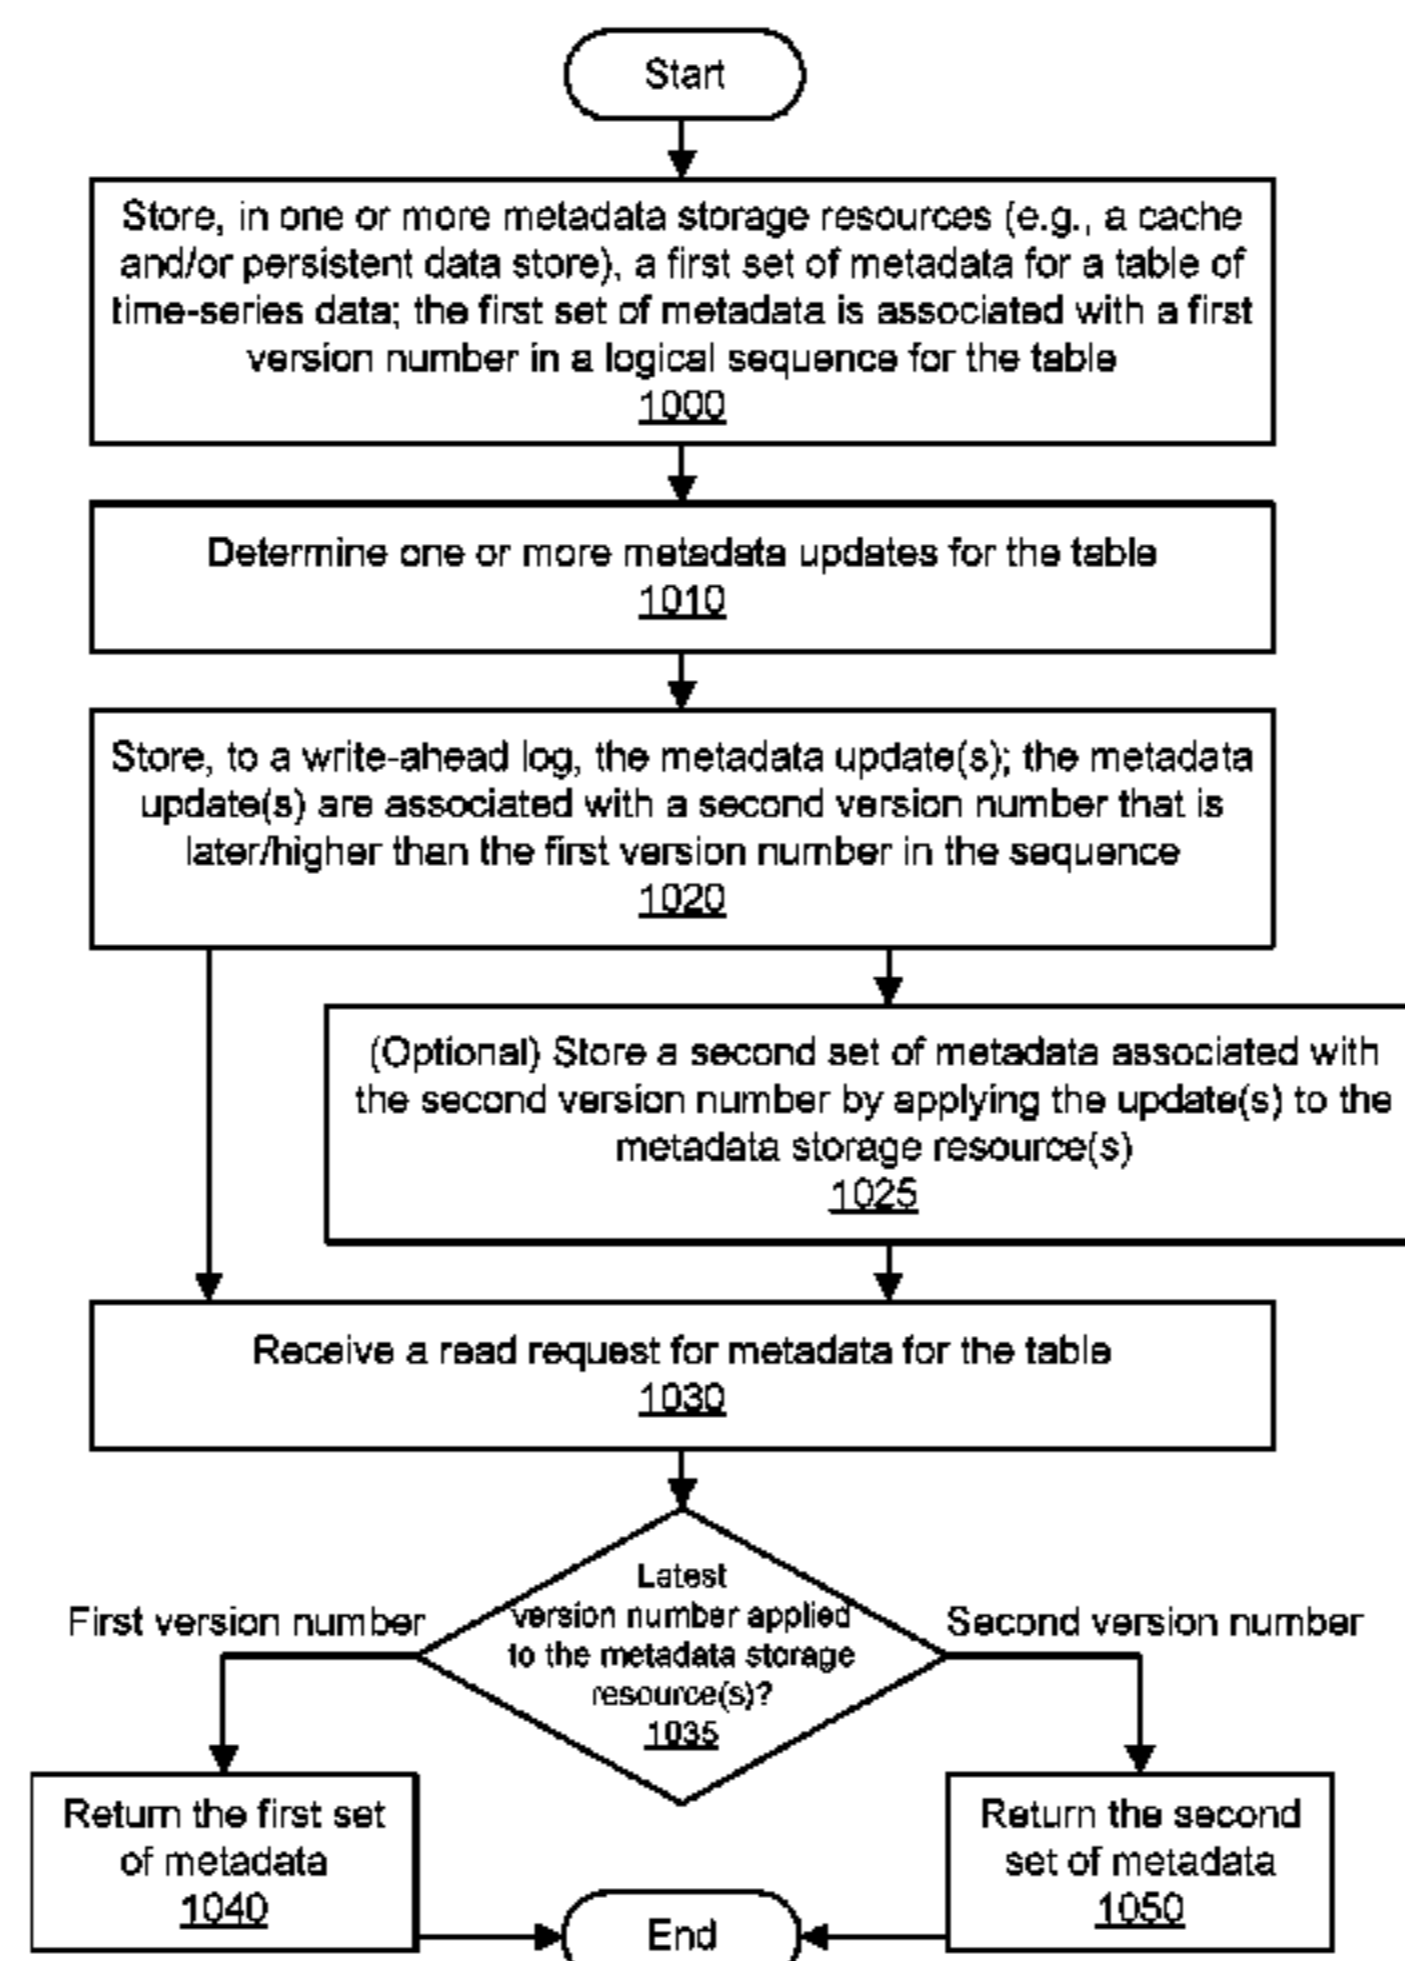 Start
Store, in one or more metadata storage resources (e.g., a cache
and/or persistent data store), a first set of metadata for a table of
time-series data; the first set of metadata is associated with a first
version number in a logical sequence for the table
1000
Determine one or more metadata updates for the table
1010
Store, to a write-ahead log, the metadata update(s); the metadata
update(s) are associated with a second version number that is
later/higher than the first version number in the sequence
1020
(Optional) Store a second set of metadata associated with
the second version number by applying the update(s) to the
metadata storage resource(s)
1025
Receive a read request for metadata for the table
1030
Latest
version number applied
to the metadata storage
resource(s)?
1035
First version number
Second version number
Return the first set
of metadata
1040
Return the second
set of metadata
1050
End